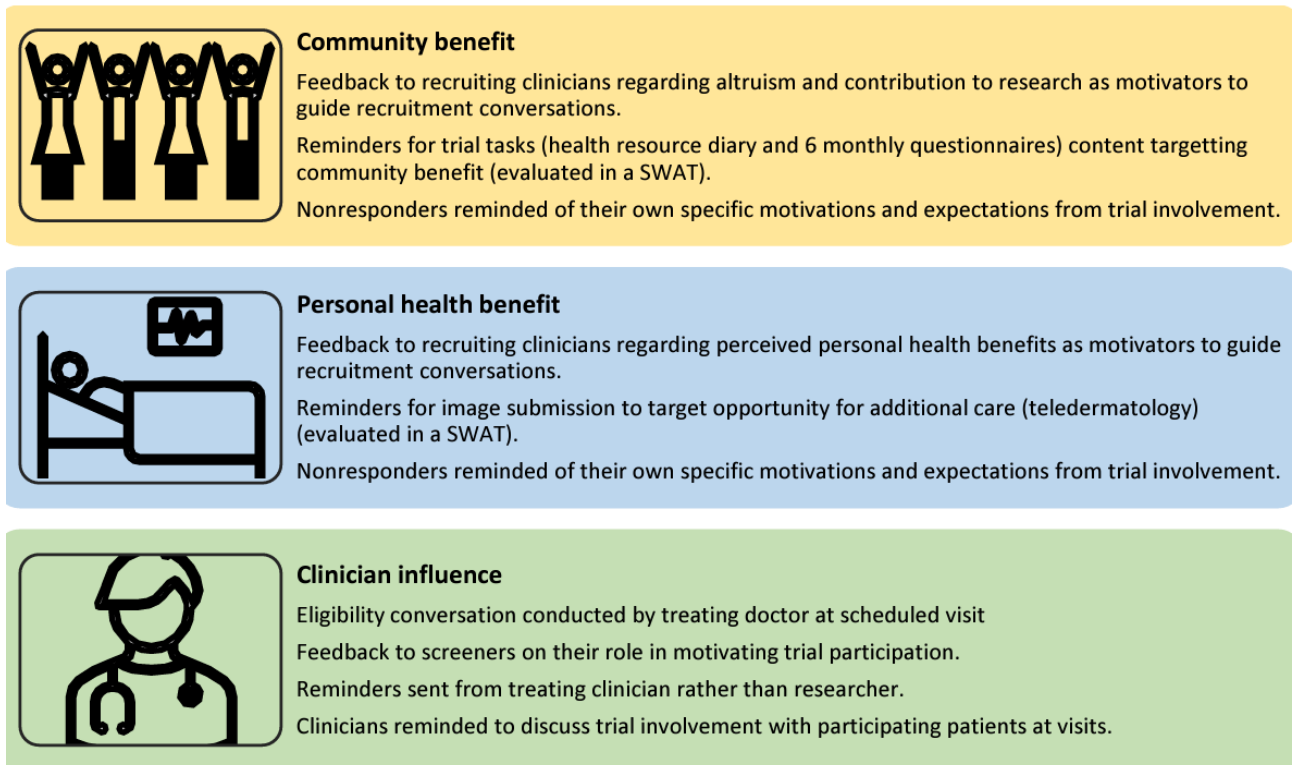 Community benefit
Feedback to recruiting clinicians regarding altruism and contribution to research as motivators to
guide recruitment conversations.
Reminders for trial tasks (health resource diary and 6 monthly questionnaires) content targetting
community benefit (evaluated in a SWAT).
Nonresponders reminded of their own specific motivations and expectations from trial involvement.
Personal health benefit
Feedback to recruiting clinicians regarding perceived personal health benefits as motivators to guide
recruitment conversations.
Reminders for image submission to target opportunity for additional care (teledermatology)
(evaluated in a SWAT).
Nonresponders reminded of their own specific motivations and expectations from trial involvement.
Clinician influence
Eligibility conversation conducted by treating doctor at scheduled visit
Feedback to screeners on their role in motivating trial participation.
Reminders sent from treating clinician rather than researcher.
Clinicians reminded to discuss trial involvement with participating patients at visits.